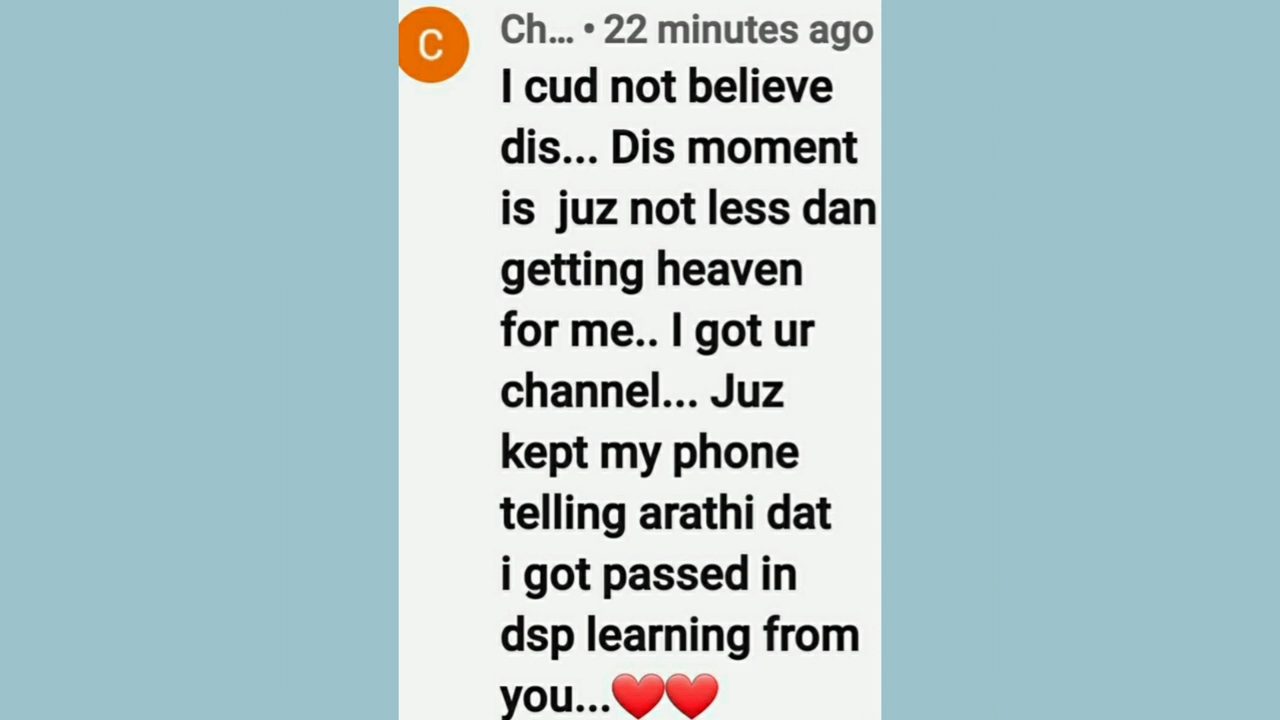 C
Ch... • 22 minutes ago
I cud not believe
dis... Dis moment
is  juz not less dan
getting heaven
for me.. I got ur
channel... Juz
kept my phone
telling arathi dat
i got passed in
dsp learning from
you...❤️❤️